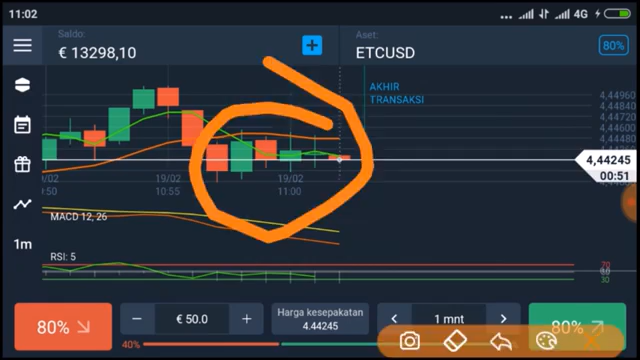 11:02
4G
Saldo:
€ 13298,10
Aset:
ETCUSD
80%
AKHIR
TRANSAKSI
4,44960
4,44840
4,44720
4,44600
4,44480
4,44245
00:51
19/02
10:55
19/02
11:00
MACD 12, 26
1m
RSI: 5
70
30
80%
€ 50.0
Harga kesepakatan
4.44245
1 mnt
80%
40%